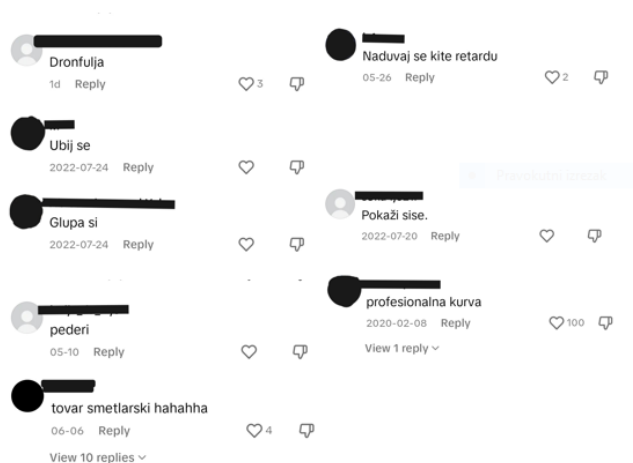 Dronfulja
1d Reply
3
Ubij se
2022-07-24 Reply
Glupa si
2022-07-24 Reply
pederi
05-10 Reply
tovar smetlarski hahahha
06-06 Reply
4
View 10 replies
Naduvaj se kite retardu
05-26 Reply
2
Pokaži sise.
2022-07-20 Reply
profesionalna kurva
2020-02-08 Reply
100
View 1 reply